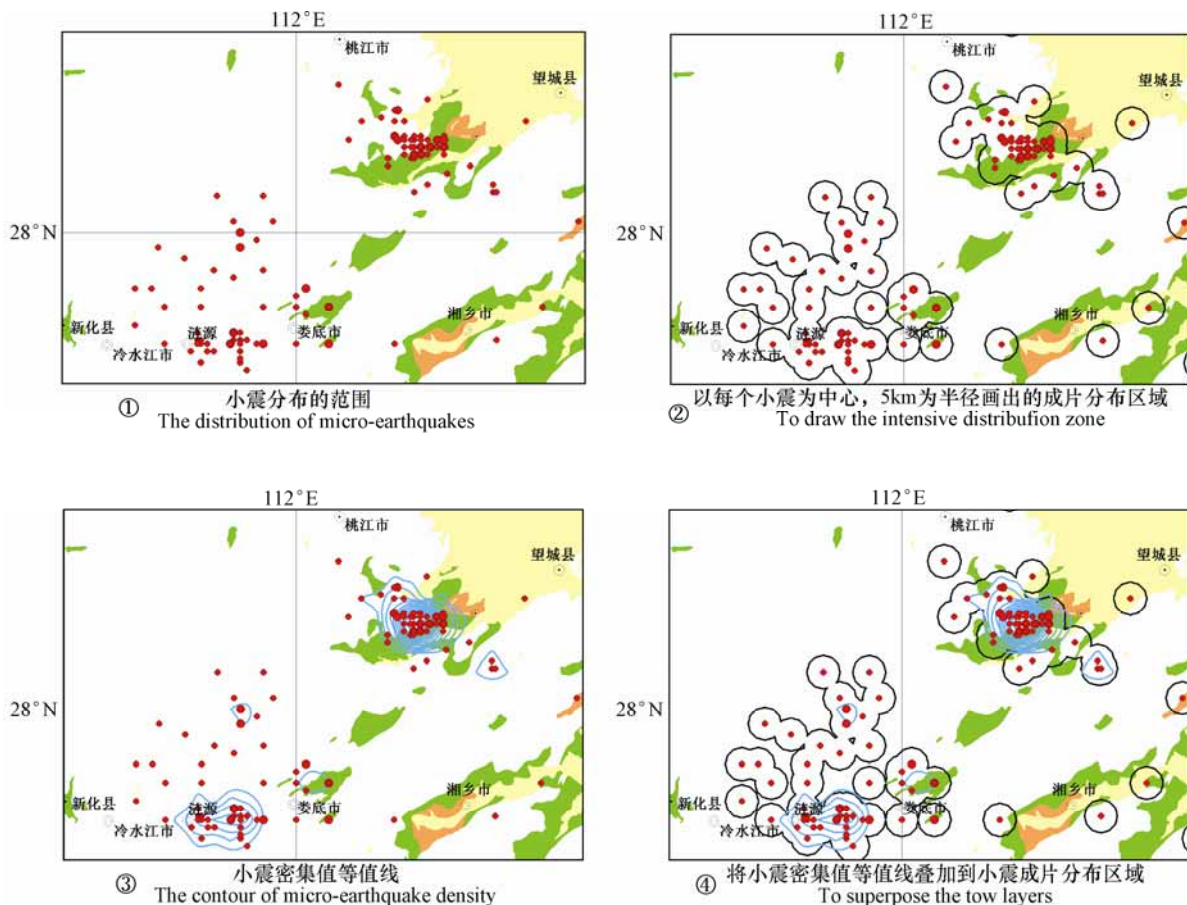 112°E
112°E
桃江市
桃江市
望城县
望城县
28°N
28°N
新化县
涟源
冷水江市
娄底市
湘乡市
新化县
涟源
冷水江市
娄底市
湘乡市
① 小震分布的范围
The distribution of micro-earthquakes
② 以每个小震为中心，5km为半径画出的成片分布区域
To draw the intensive distribufion zone
112°E
112°E
桃江市
桃江市
望城县
望城县
28°N
28°N
新化县
涟源
冷水江市
娄底市
湘乡市
新化县
涟源
冷水江市
娄底市
湘乡市
③ 小震密集值等值线
The contour of micro-earthquake density
④ 将小震密集值等值线叠加到小震成片分布区域
To superpose the tow layers